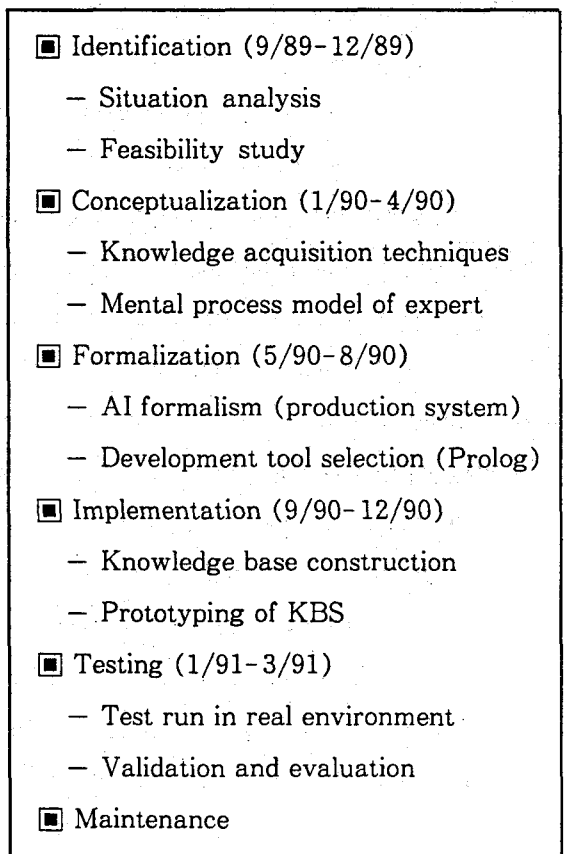 ▣ Identification (9/89-12/89)
— Situation analysis
— Feasibility study
▣ Conceptualization (1/90-4/90)
— Knowledge acquisition techniques
— Mental process model of expert
▣ Formalization (5/90-8/90)
— AI formalism (production system)
— Development tool selection (Prolog)
▣ Implementation (9/90-12/90)
— Knowledge base construction
— Prototyping of KBS
▣ Testing (1/91-3/91)
— Test run in real environment
— Validation and evaluation
▣ Maintenance